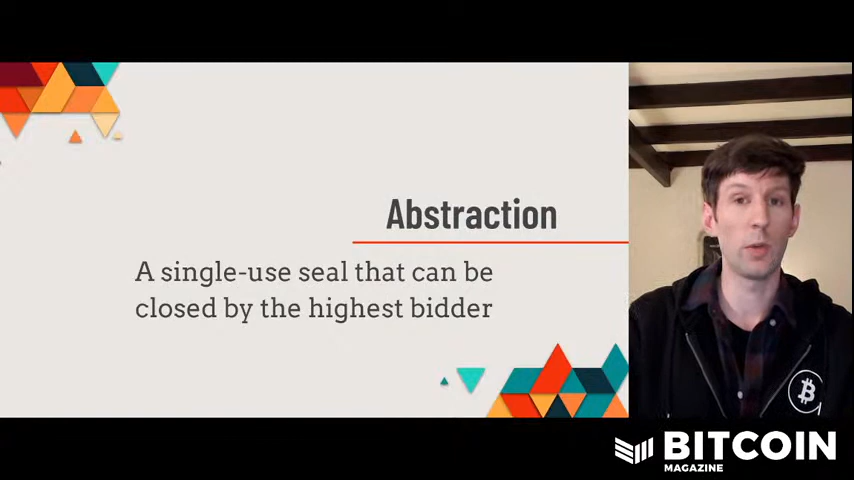 Abstraction
A single-use seal that can be
closed by the highest bidder
BITCOIN
MAGAZINE